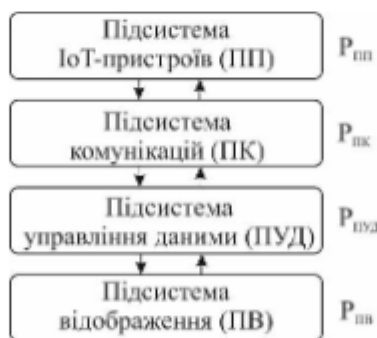 Підсистема
IoT-пристроїв (ПП)
Pпп
Підсистема
комунікацій (ПК)
Pпк
Підсистема
управління даними (ПУД)
Pпуд
Підсистема
відображення (ПВ)
Pпв